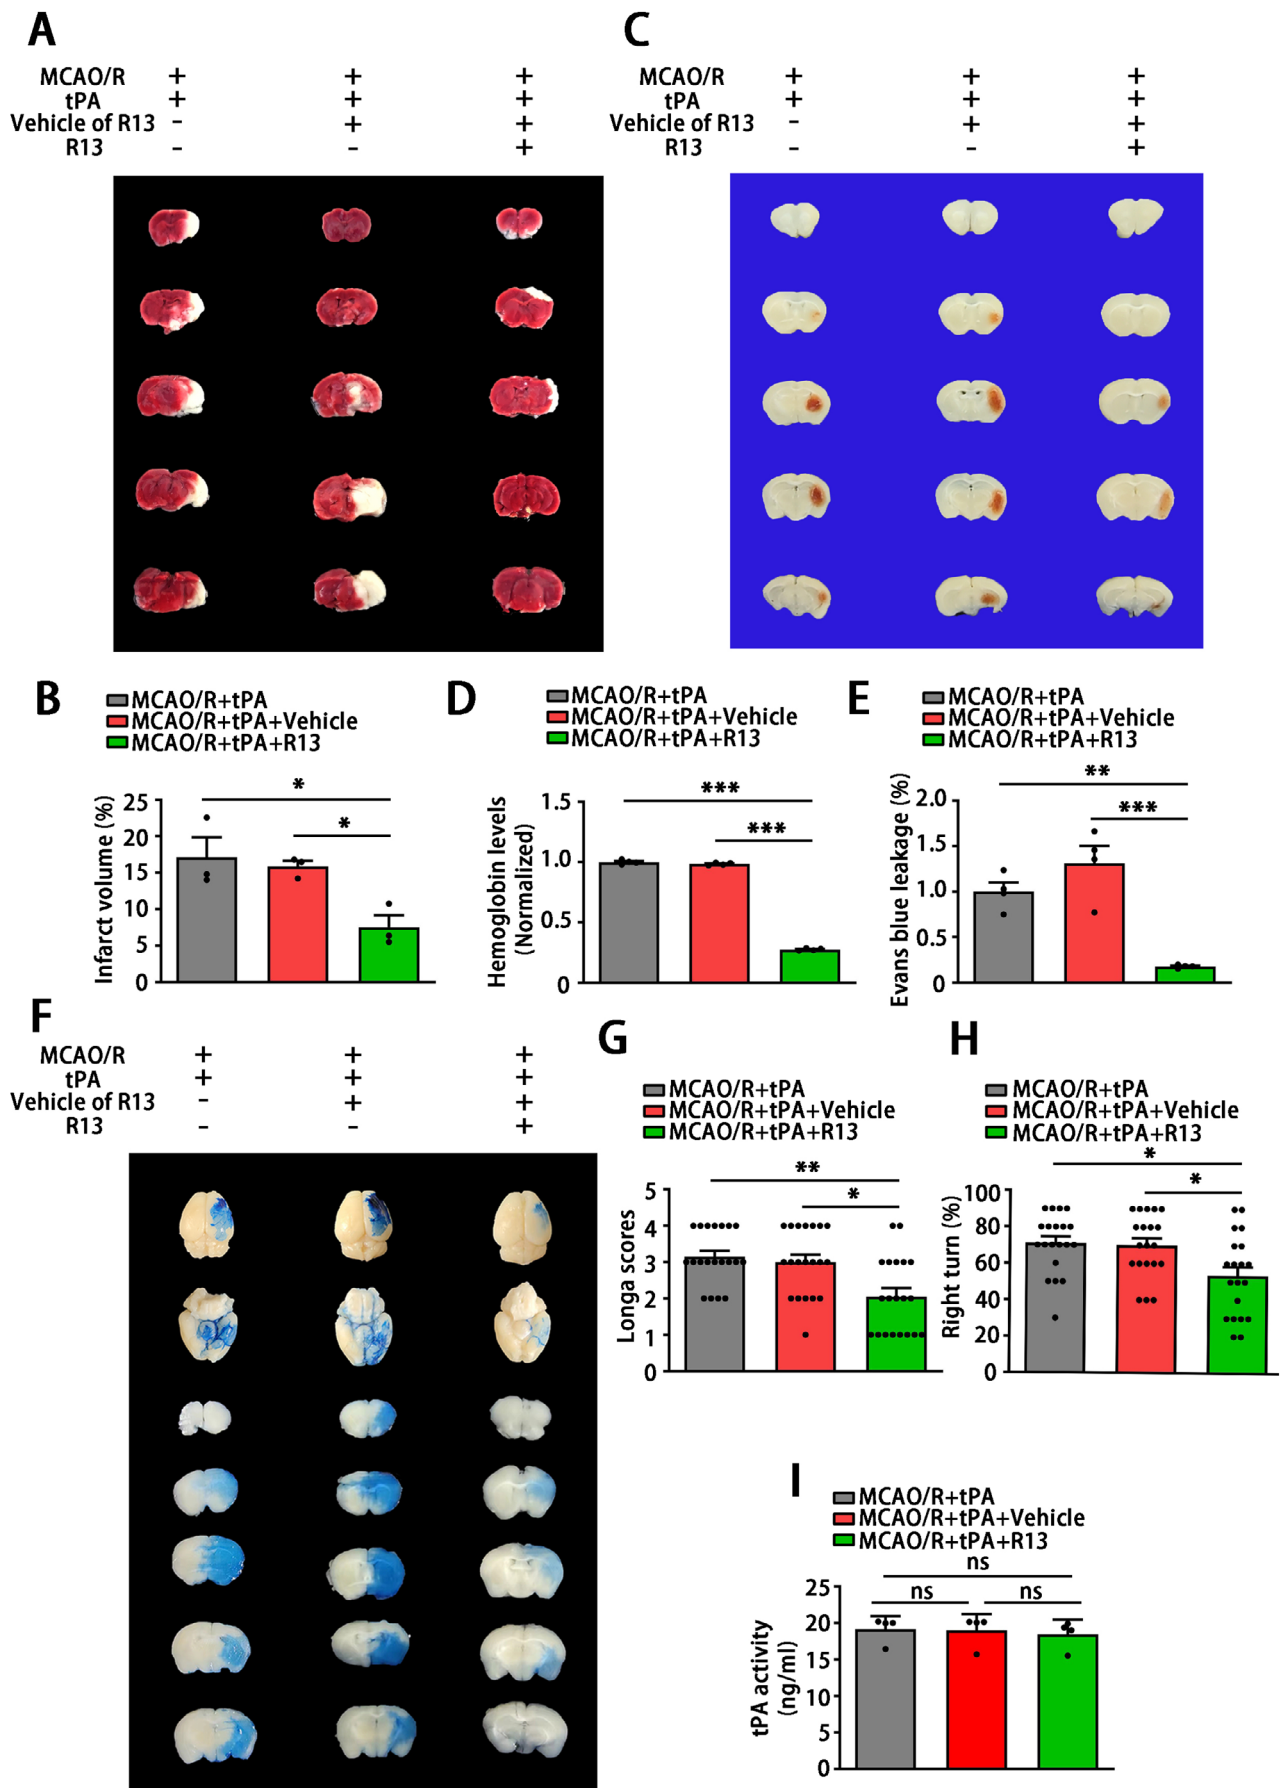 A
MCAO/R + + +
tPA + + +
Vehicle of R13 - + +
R13 - - +
C
MCAO/R + + +
tPA + + +
Vehicle of R13 - + +
R13 - - +
B
MCAO/R+tPA
MCAO/R+tPA+Vehicle
MCAO/R+tPA+R13
*
*
Infarct volume (%)
25
20
15
10
5
0
D
MCAO/R+tPA
MCAO/R+tPA+Vehicle
MCAO/R+tPA+R13
***
***
Hemoglobin levels
(Normalized)
1.5
1.0
0.5
0
E
MCAO/R+tPA
MCAO/R+tPA+Vehicle
MCAO/R+tPA+R13
**
***
Evans blue leakage (%)
2.0
1.5
1.0
0.5
0
F
MCAO/R + + +
tPA + + +
Vehicle of R13 - + +
R13 - - +
G
MCAO/R+tPA
MCAO/R+tPA+Vehicle
MCAO/R+tPA+R13
**
*
Longa scores
5
4
3
2
1
0
H
MCAO/R+tPA
MCAO/R+tPA+Vehicle
MCAO/R+tPA+R13
*
*
Right turn (%)
100
80
60
40
20
0
I
MCAO/R+tPA
MCAO/R+tPA+Vehicle
MCAO/R+tPA+R13
ns
ns ns
tPA activity
(ng/ml)
25
20
15
10
5
0